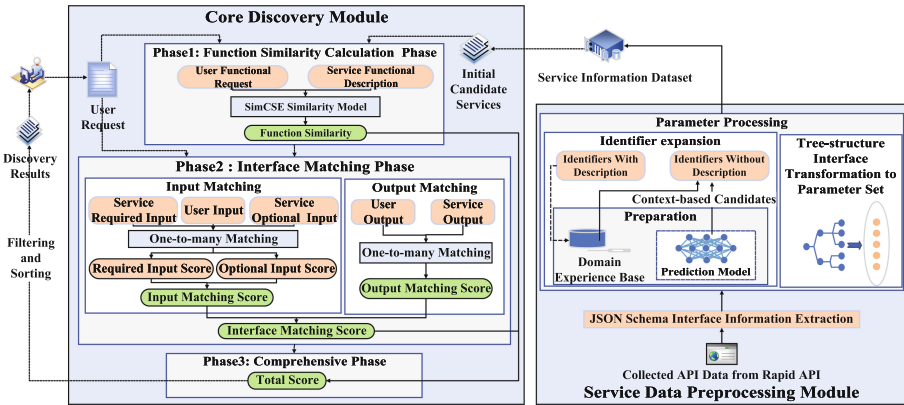 Core Discovery Module
Phase1: Function Similarity Calculation Phase
User Functional
Request
Service Functional
Description
SimCSE Similarity Model
Function Similarity
User
Request
Initial
Candidate
Services
Discovery
Results
Filtering
and
Sorting
Phase2 : Interface Matching Phase
Input Matching
Service
Required Input
User Input
Service
Optional Input
One-to-many Matching
Required Input Score
Optional Input Score
Input Matching Score
Output Matching
User
Output
Service
Output
One-to-many Matching
Output Matching Score
Interface Matching Score
Phase3: Comprehensive Phase
Total Score
Service Information Dataset
Parameter Processing
Identifier expansion
Identifiers With
Description
Identifiers Without
Description
Context-based Candidates
Preparation
Domain
Experience Base
Prediction Model
Tree-structure
Interface
Transformation to
Parameter Set
JSON Schema Interface Information Extraction
Collected API Data from Rapid API
Service Data Preprocessing Module